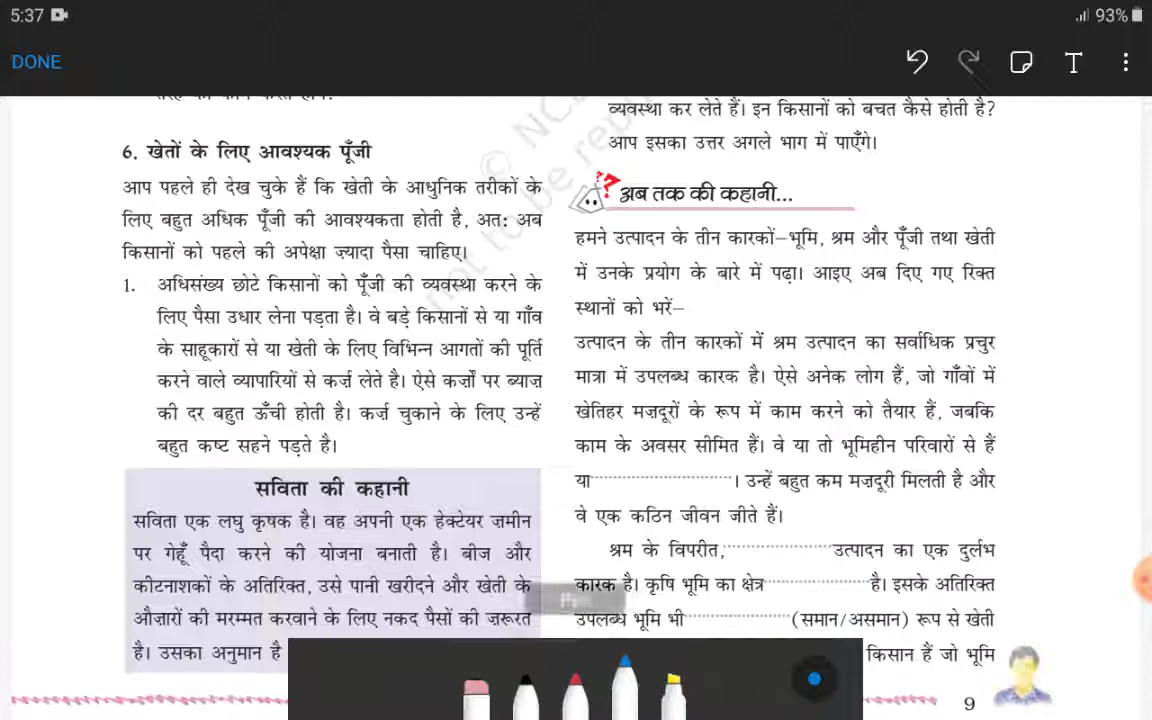 5:37
93%
DONE
6. खेतों के लिए आवश्यक पूँजी
आप पहले ही देख चुके हैं कि खेती के आधुनिक तरीकों के
लिए बहुत अधिक पूँजी की आवश्यकता होती है, अतः अब
किसानों को पहले की अपेक्षा ज़्यादा पैसा चाहिए।
1. अधिसंख्य छोटे किसानों को पूँजी की व्यवस्था करने के
लिए पैसा उधार लेना पड़ता है। वे बड़े किसानों से या गाँव
के साहूकारों से या खेती के लिए विभिन्न आगतों की पूर्ति
करने वाले व्यापारियों से कर्ज़ लेते है। ऐसे कर्ज़ों पर ब्याज
की दर बहुत ऊँची होती है। कर्ज़ चुकाने के लिए उन्हें
बहुत कष्ट सहने पड़ते है।
सविता की कहानी
सविता एक लघु कृषक है। वह अपनी एक हेक्टेयर ज़मीन
पर गेहूँ पैदा करने की योजना बनाती है। बीज और
कीटनाशकों के अतिरिक्त, उसे पानी खरीदने और खेती के
औज़ारों की मरम्मत करवाने के लिए नकद पैसों की ज़रूरत
है। उसका अनुमान है
व्यवस्था कर लेते हैं। इन किसानों को बचत कैसे होती है?
आप इसका उत्तर अगले भाग में पाएँगे।
अब तक की कहानी...
हमने उत्पादन के तीन कारकों–भूमि, श्रम और पूँजी तथा खेती
में उनके प्रयोग के बारे में पढ़ा। आइए अब दिए गए रिक्त
स्थानों को भरें–
उत्पादन के तीन कारकों में श्रम उत्पादन का सर्वाधिक प्रचुर
मात्रा में उपलब्ध कारक है। ऐसे अनेक लोग हैं, जो गाँवों में
खेतिहर मज़दूरों के रूप में काम करने को तैयार हैं, जबकि
काम के अवसर सीमित हैं। वे या तो भूमिहीन परिवारों से हैं
या........................। उन्हें बहुत कम मज़दूरी मिलती है और
वे एक कठिन जीवन जीते हैं।
श्रम के विपरीत,..................उत्पादन का एक दुर्लभ
कारक है। कृषि भूमि का क्षेत्र..................है। इसके अतिरिक्त
उपलब्ध भूमि भी..................(समान/असमान) रूप से खेती
किसान हैं जो भूमि
9